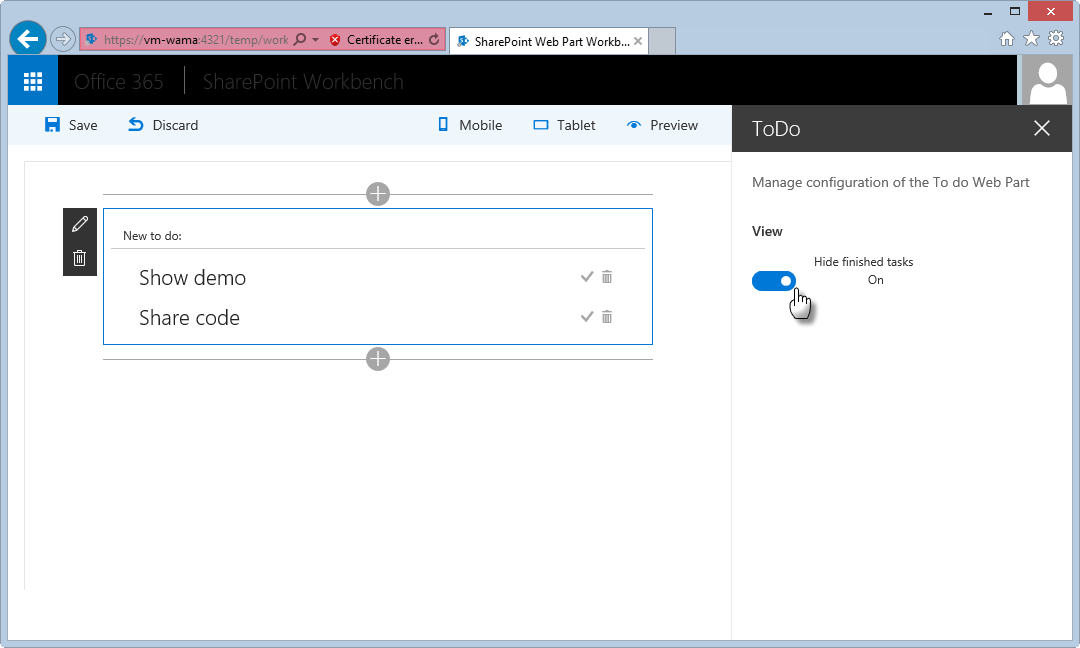 https://vm-wama:4321/temp/work
Certificate er...
SharePoint Web Part Workb...
Office 365
SharePoint Workbench
Save
Discard
Mobile
Tablet
Preview
ToDo
Manage configuration of the To do Web Part
View
Hide finished tasks
On
New to do:
Show demo
Share code